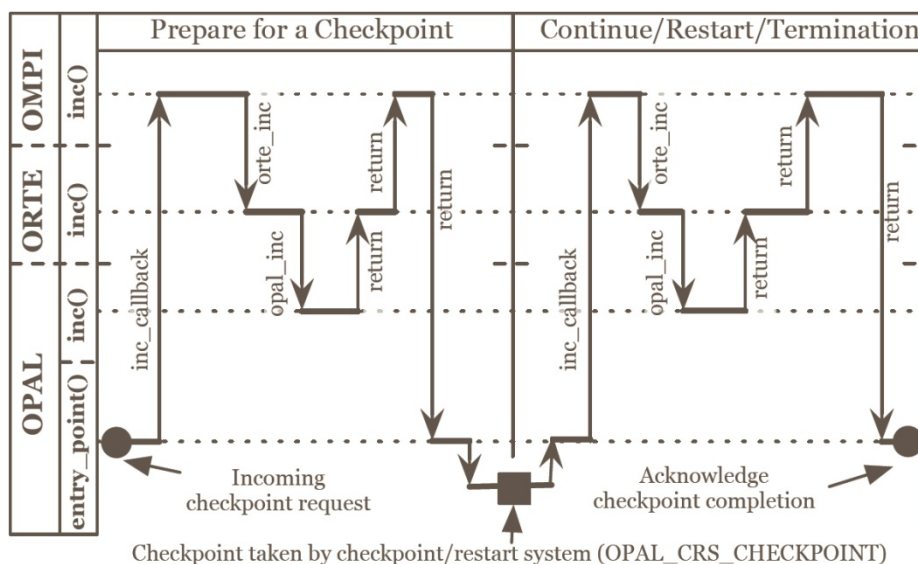 Prepare for a Checkpoint
Continue/Restart/Termination
OMPI
inc()
ORTE
inc()
OPAL
inc()
entry_point()
inc_callback
orte_inc
opal_inc
return
return
return
inc_callback
orte_inc
opal_inc
return
return
return
Incoming
checkpoint request
Acknowledge
checkpoint completion
Checkpoint taken by checkpoint/restart system (OPAL_CRS_CHECKPOINT)